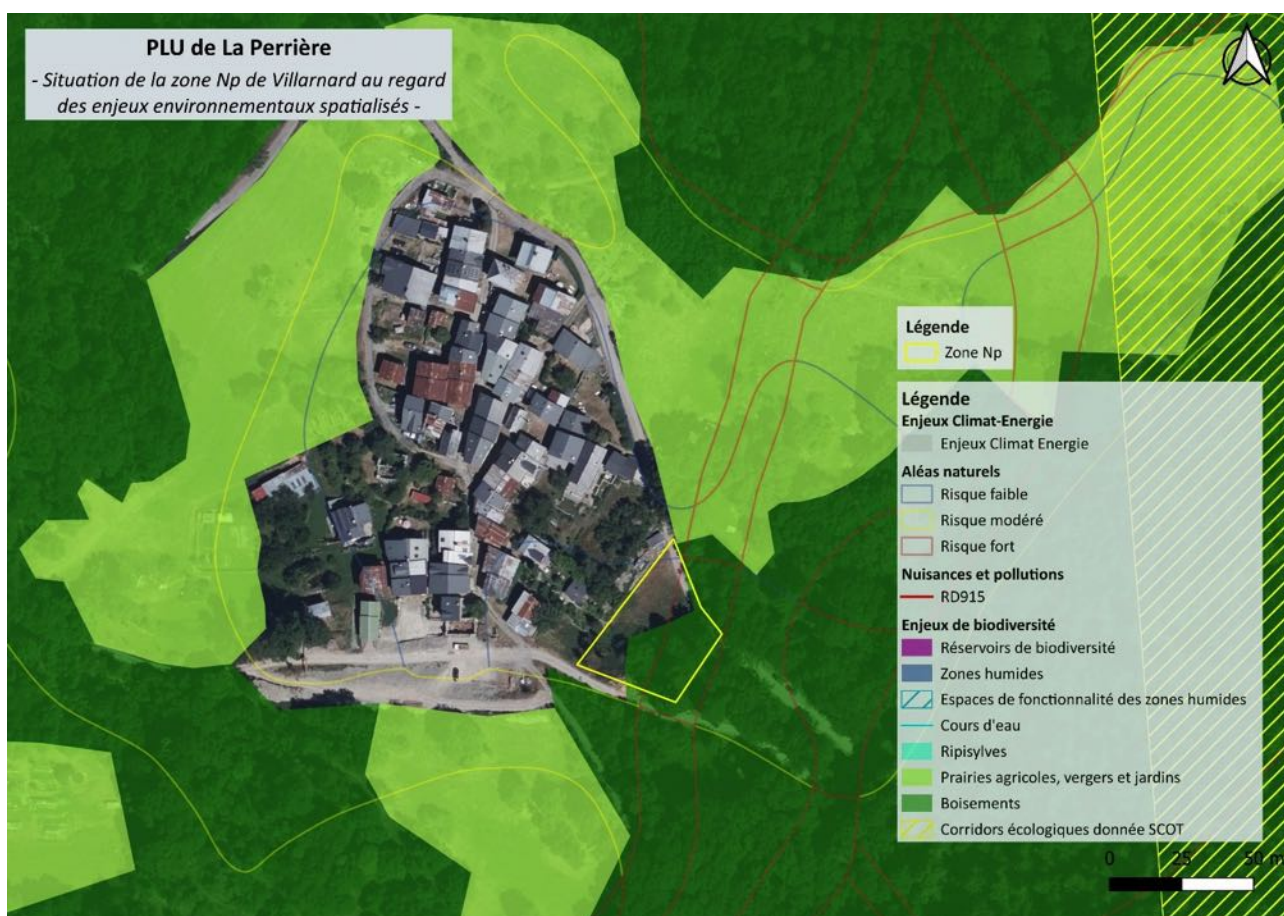 PLU de La Perrière
- Situation de la zone Np de Villarnard au regard
des enjeux environnementaux spatialisés -
Légende
Zone Np
Légende
Enjeux Climat-Energie
Enjeux Climat Energie
Aléas naturels
Risque faible
Risque modéré
Risque fort
Nuisances et pollutions
RD915
Enjeux de biodiversité
Réservoirs de biodiversité
Zones humides
Espaces de fonctionnalité des zones humides
Cours d'eau
Ripisylves
Prairies agricoles, vergers et jardins
Boisements
Corridors écologiques donnée SCOT
0 25 50 m